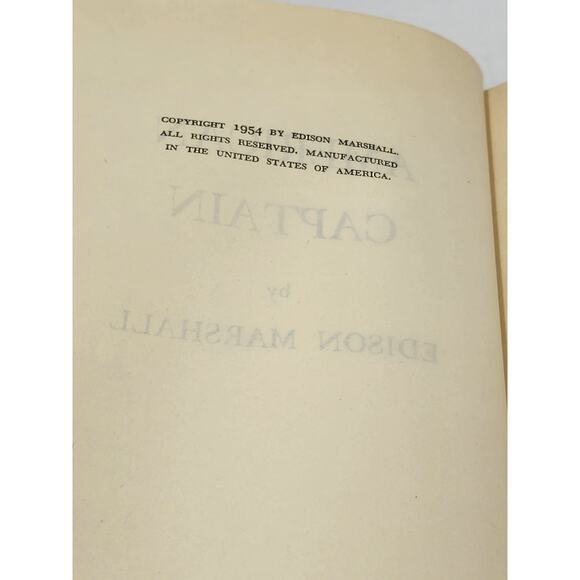 COPYRIGHT 1954 BY EDISON MARSHALL.
ALL RIGHTS RESERVED. MANUFACTURED
IN THE UNITED STATES OF AMERICA.
CAPTAIN
by
EDISON MARSHALL